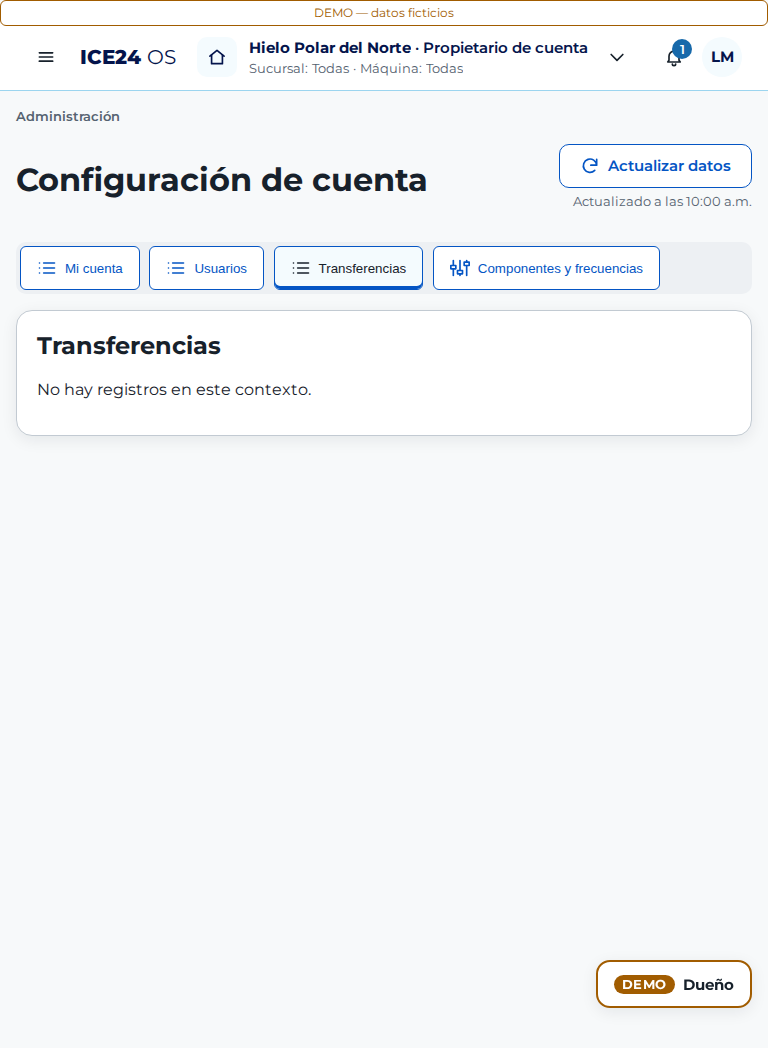 DEMO — datos ficticios
ICE24 OS
Hielo Polar del Norte · Propietario de cuenta
Sucursal: Todas · Máquina: Todas
1
LM
Administración
Configuración de cuenta
Actualizar datos
Actualizado a las 10:00 a.m.
Mi cuenta
Usuarios
Transferencias
Componentes y frecuencias
Transferencias
No hay registros en este contexto.
DEMO Dueño